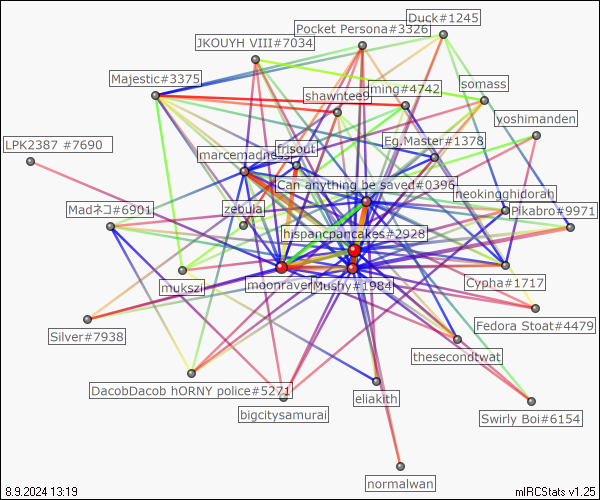 Duck#1245
Pocket Persona#3326
JKOUYH VIII#7034
Majestic#3375
ming#4742
somass
shawntee9
yoshimanden
Eg.Master#1378
LPK2387 #7690
frisout
marcemadness
Can anything be saved#0396
neokingghidorah
Madネコ#6901
zebula
Pikabro#9971
hispancpancakes#2928
mukszi
moonraven
Mushy#1984
Cypha#1717
Fedora Stoat#4479
Silver#7938
thesecondtwat
DacobDacob hORNY police#5271
eliakith
bigcitysamurai
Swirly Boi#6154
normalwan
8.9.2024 13:19
mIRCStats v1.25